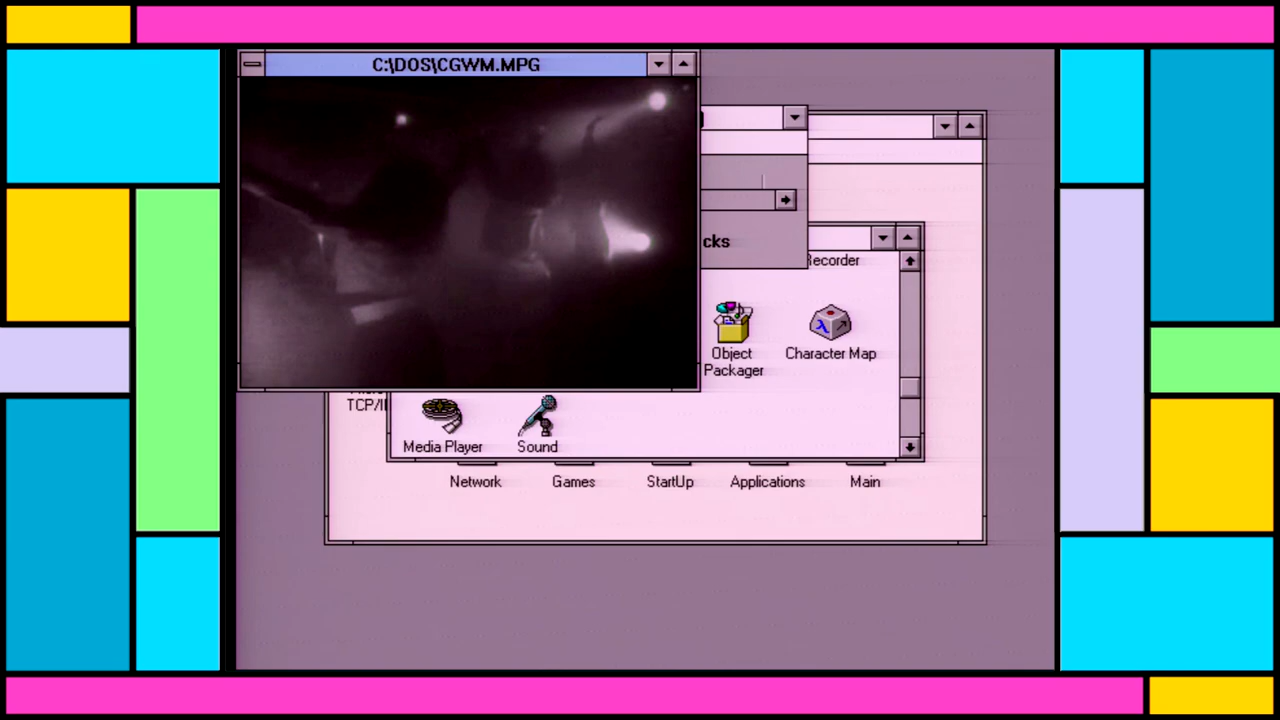 C:\DOS\CGWM.MPG
cks
Recorder
Object
Packager
Character Map
TCP/I
Media Player
Sound
Network
Games
StartUp
Applications
Main